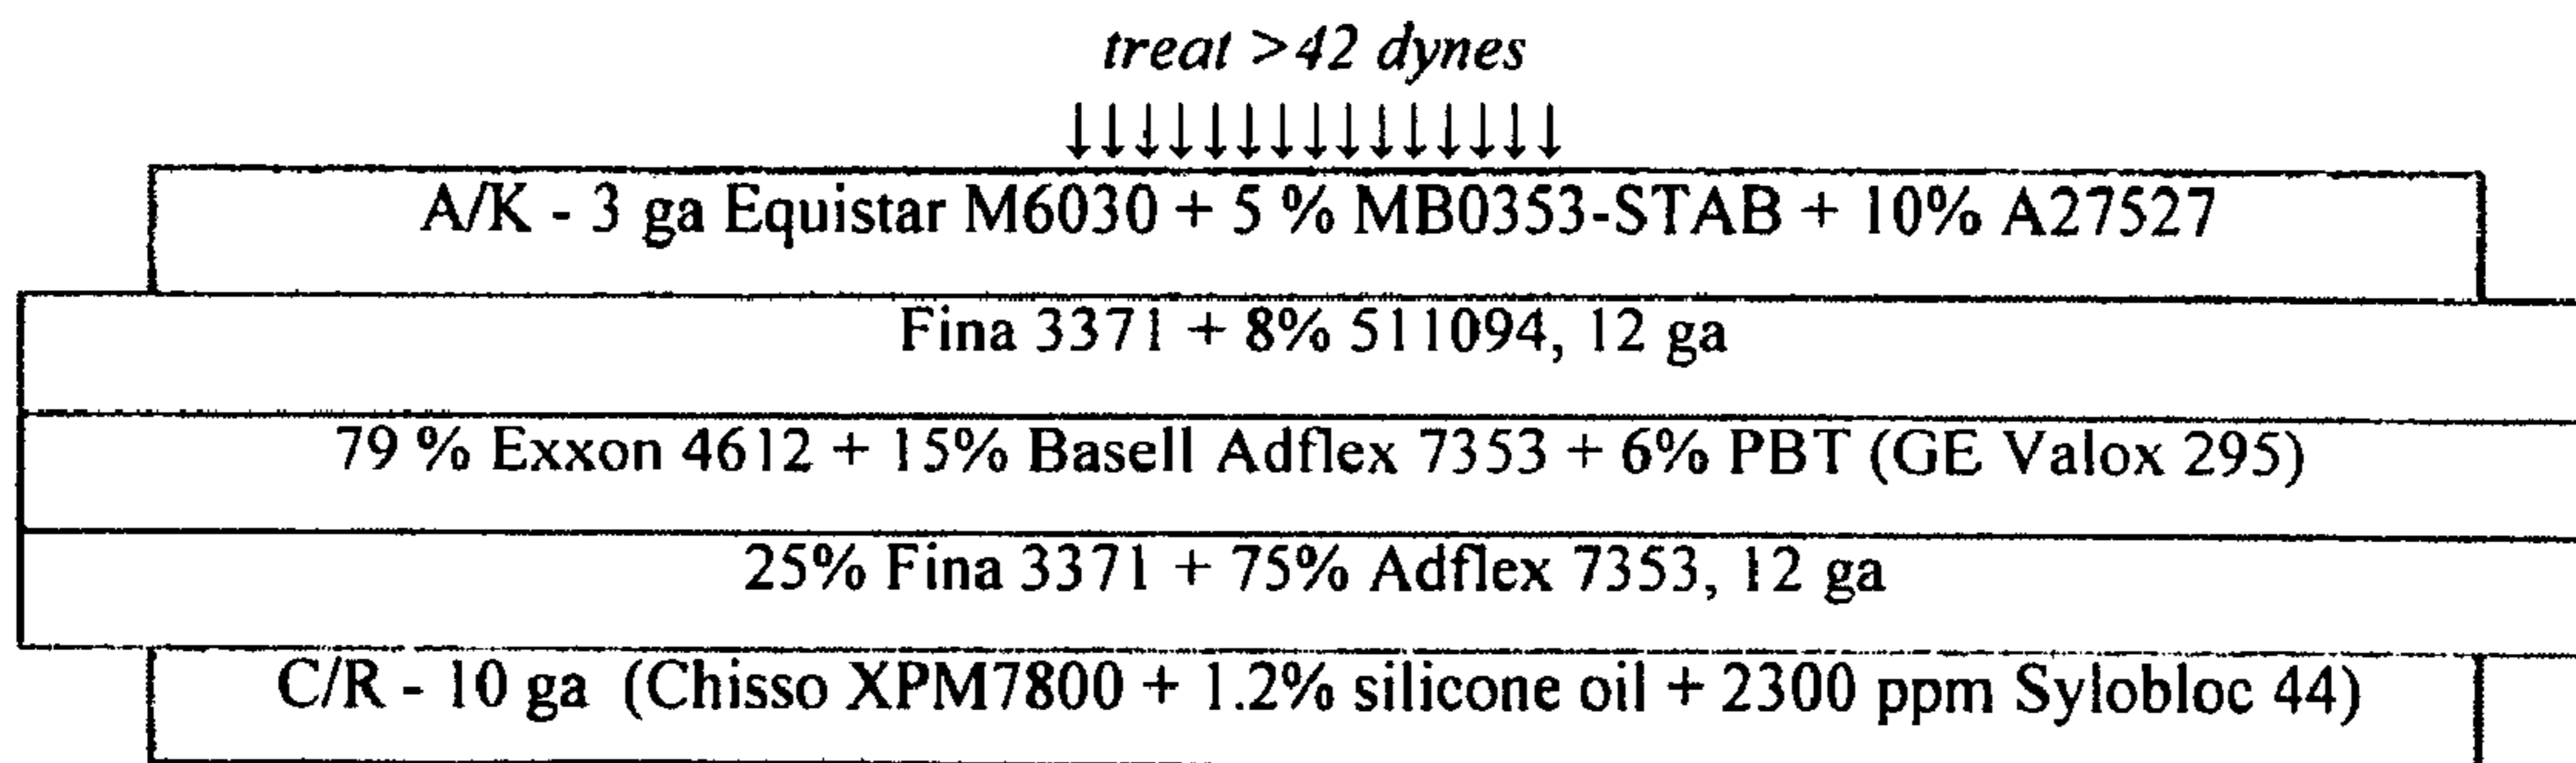 treat >42 dynes
↓↓↓↓↓↓↓↓↓↓↓↓↓↓↓
A/K - 3 ga Equistar M6030 + 5 % MB0353-STAB + 10% A27527
Fina 3371 + 8% 511094, 12 ga
79 % Exxon 4612 + 15% Basell Adflex 7353 + 6% PBT (GE Valox 295)
25% Fina 3371 + 75% Adflex 7353, 12 ga
C/R - 10 ga (Chisso XPM7800 + 1.2% silicone oil + 2300 ppm Sylobloc 44)